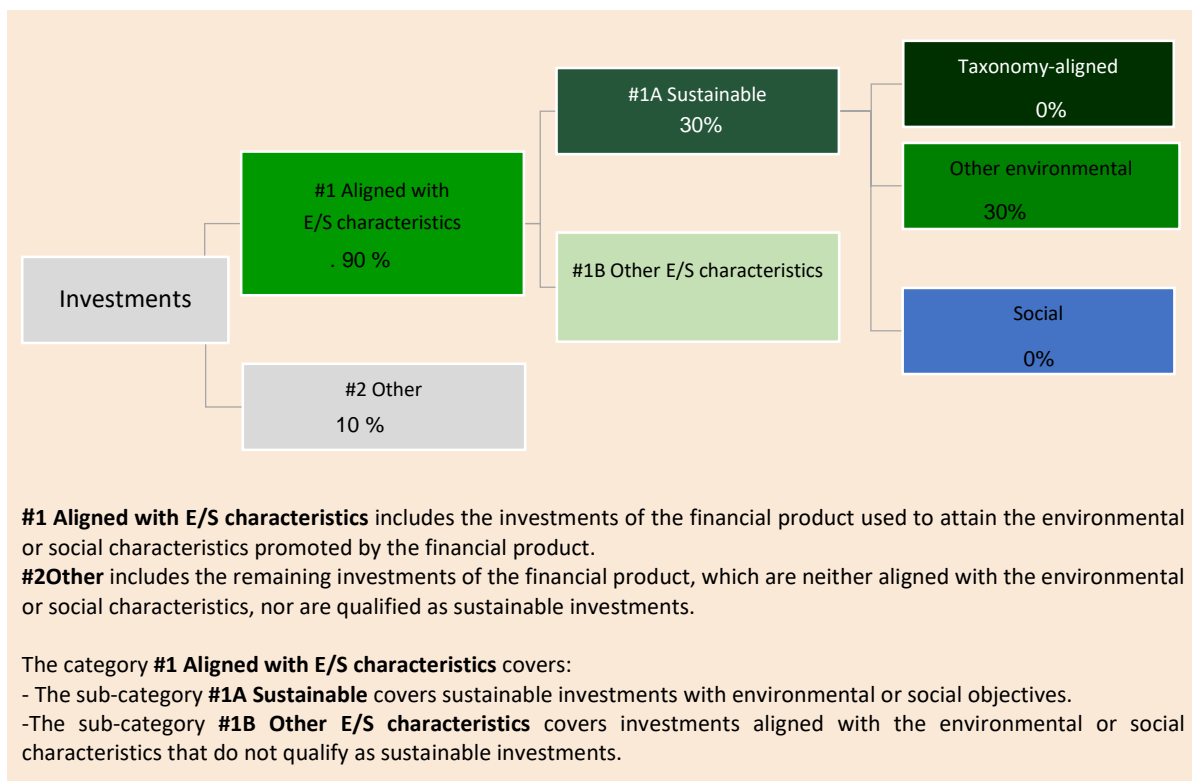 Investments
#1 Aligned with
E/S characteristics
. 90 %
#2 Other
10 %
#1A Sustainable
30%
#1B Other E/S characteristics
Taxonomy-aligned
0%
Other environmental
30%
Social
0%
#1 Aligned with E/S characteristics includes the investments of the financial product used to attain the environmental
or social characteristics promoted by the financial product.
#2Other includes the remaining investments of the financial product, which are neither aligned with the environmental
or social characteristics, nor are qualified as sustainable investments.
The category #1 Aligned with E/S characteristics covers:
- The sub-category #1A Sustainable covers sustainable investments with environmental or social objectives.
-The sub-category #1B Other E/S characteristics covers investments aligned with the environmental or social
characteristics that do not qualify as sustainable investments.